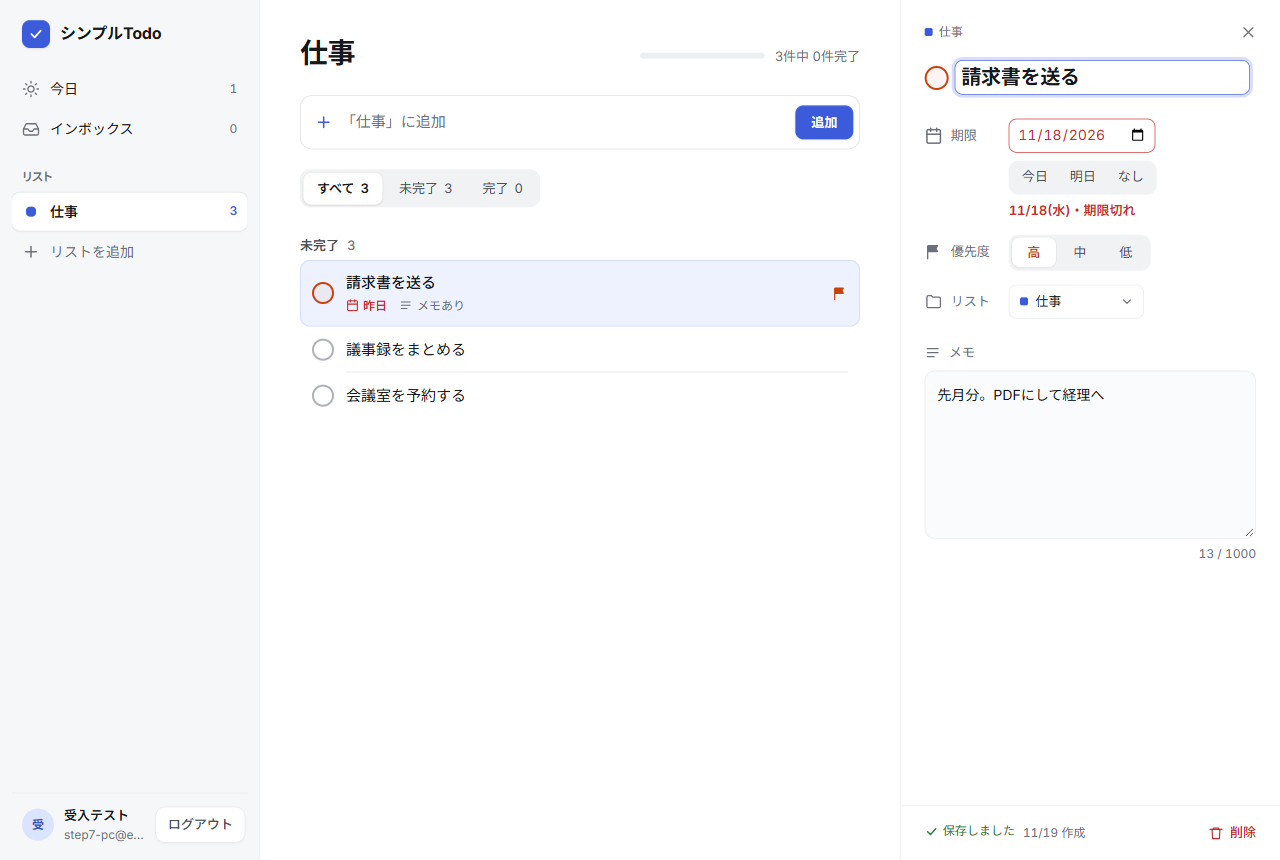 シンプルTodo
今日 1
インボックス 0
リスト
仕事 3
リストを追加
受
受入テスト
step7-pc@e...
ログアウト
仕事
3件中 0件完了
「仕事」に追加
追加
すべて 3 未完了 3 完了 0
未完了 3
請求書を送る
昨日 メモあり
議事録をまとめる
会議室を予約する
仕事
請求書を送る
期限 11/18/2026
今日 明日 なし
11/18(水)・期限切れ
優先度 高 中 低
リスト 仕事
メモ
先月分。PDFにして経理へ
13 / 1000
保存しました 11/19 作成 削除